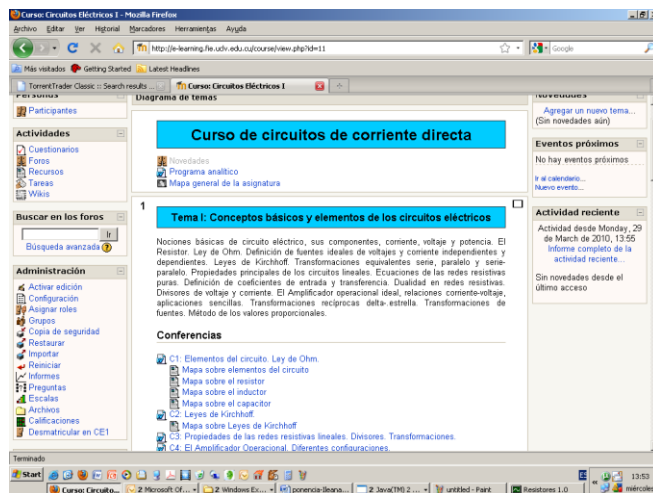 Curso: Circuitos Eléctricos I - Mozilla Firefox
Archivo Editar Ver Historial Marcadores Herramientas Ayuda
http://e-learning.fie.udv.edu.cu/course/view.php?id=11
Google
Más visitados Getting Started Latest Headlines
TorrentTrader Classic :: Search results ...
Curso: Circuitos Eléctricos I
Personas
Participantes
Actividades
Cuestionarios
Foros
Recursos
Tareas
Wikis
Buscar en los foros
Ir
Búsqueda avanzada
Administración
Activar edición
Configuración
Asignar roles
Grupos
Copia de seguridad
Restaurar
Importar
Reiniciar
Informes
Preguntas
Escalas
Archivos
Calificaciones
Desmatricular en CE1
Diagrama de temas
Curso de circuitos de corriente directa
Novedades
Programa analítico
Mapa general de la asignatura
1
Tema I: Conceptos básicos y elementos de los circuitos eléctricos
Nociones básicas de circuito eléctrico, sus componentes, corriente, voltaje y potencia. El
Resistor. Ley de Ohm. Definición de fuentes ideales de voltajes y corriente independientes y
dependientes. Leyes de Kirchhoff. Transformaciones equivalentes serie, paralelo y serie-
paralelo. Propiedades principales de los circuitos lineales. Ecuaciones de las redes resistivas
puras. Definición de coeficientes de entrada y transferencia. Dualidad en redes resistivas.
Divisores de voltaje y corriente. El Amplificador operacional ideal, relaciones corriente-voltaje,
aplicaciones sencillas. Transformaciones recíprocas delta-.estrella. Transformaciones de
fuentes. Método de los valores proporcionales.
Conferencias
C1: Elementos del circuito. Ley de Ohm.
Mapa sobre elementos del circuito
Mapa sobre el resistor
Mapa sobre el inductor
Mapa sobre el capacitor
C2: Leyes de Kirchhoff.
Mapa sobre Leyes de Kirchhoff
C3: Propiedades de las redes resistivas lineales. Divisores. Transformaciones.
C4: El Amplificador Operacional. Diferentes configuraciones.
Novedades
Agregar un nuevo tema...
(Sin novedades aún)
Eventos próximos
No hay eventos próximos
Ir al calendario...
Nuevo evento...
Actividad reciente
Actividad desde Monday, 29
de March de 2010, 13:55
Informe completo de la
actividad reciente...
Sin novedades desde el
último acceso
Terminado
Start
13:53
Curso: Circuito...
2 Microsoft Of...
2 Windows Ex...
ponencia-Ileana...
2 Java(TM) 2 ...
untitled - Paint
Resistores 1.0
miércoles